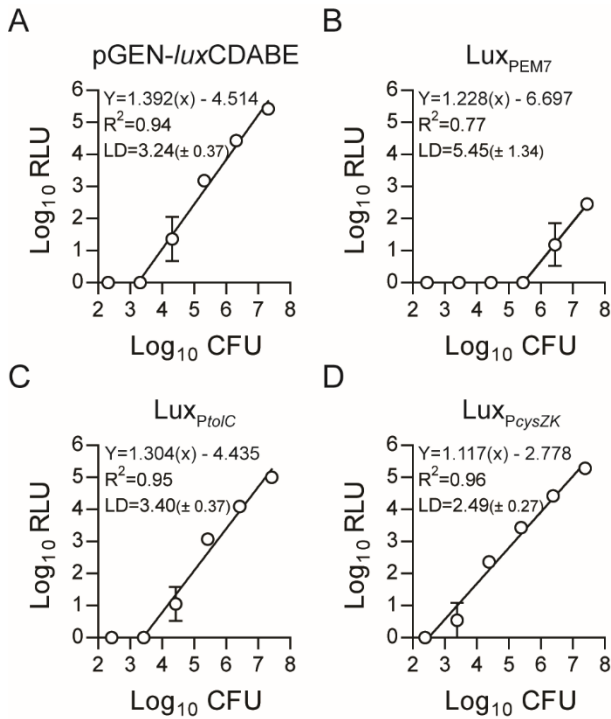 A
pGEN-luxCDABE
Y=1.392(x) - 4.514
R²=0.94
LD=3.24(± 0.37)
Log₁₀ RLU
6
5
4
3
2
1
0
2 3 4 5 6 7 8
Log₁₀ CFU
B
Lux PEM7
Y=1.228(x) - 6.697
R²=0.77
LD=5.45(± 1.34)
Log₁₀ RLU
6
5
4
3
2
1
0
2 3 4 5 6 7 8
Log₁₀ CFU
C
Lux PtolC
Y=1.304(x) - 4.435
R²=0.95
LD=3.40(± 0.37)
Log₁₀ RLU
6
5
4
3
2
1
0
2 3 4 5 6 7 8
Log₁₀ CFU
D
Lux PcysZK
Y=1.117(x) - 2.778
R²=0.96
LD=2.49(± 0.27)
Log₁₀ RLU
6
5
4
3
2
1
0
2 3 4 5 6 7 8
Log₁₀ CFU